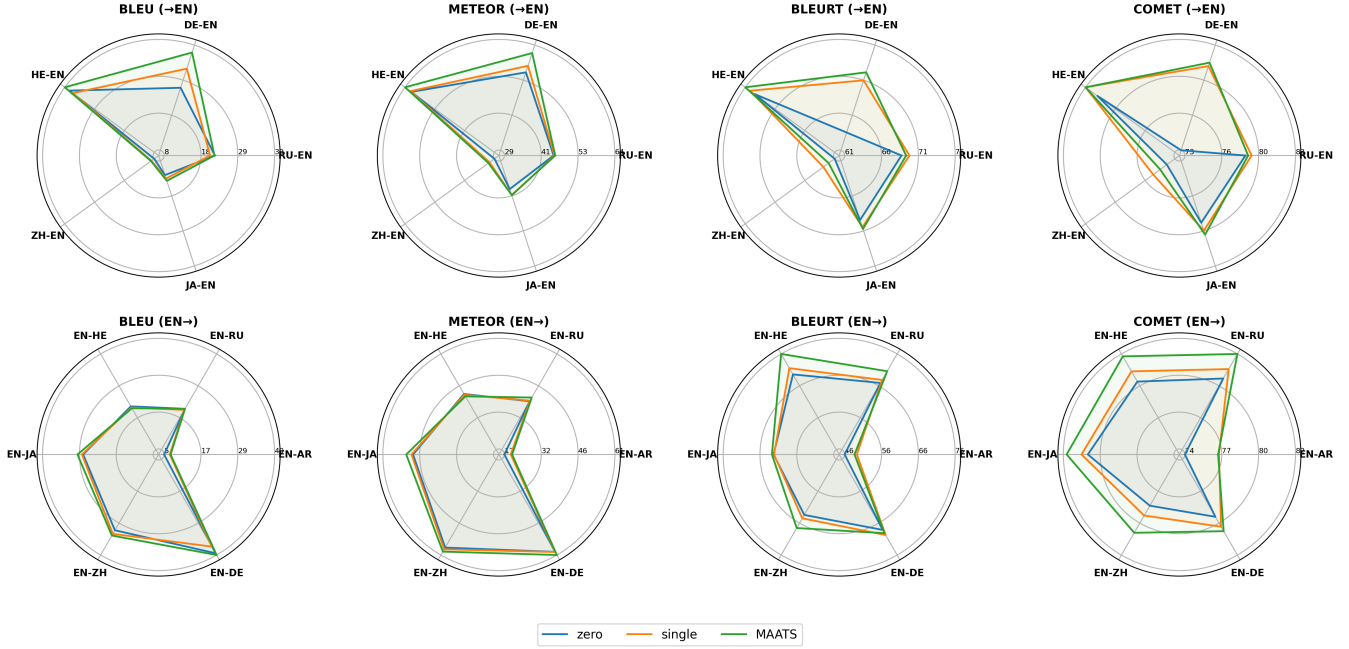 BLEU (→EN)
METEOR (→EN)
BLEURT (→EN)
COMET (→EN)
DE-EN
DE-EN
DE-EN
DE-EN
HE-EN
HE-EN
HE-EN
HE-EN
8 18 29 RU-EN
29 41 53 RU-EN
61 66 71 RU-EN
73 76 80 RU-EN
ZH-EN
ZH-EN
ZH-EN
ZH-EN
JA-EN
JA-EN
JA-EN
JA-EN
BLEU (EN→)
METEOR (EN→)
BLEURT (EN→)
COMET (EN→)
EN-HE EN-RU
EN-HE EN-RU
EN-HE EN-RU
EN-HE EN-RU
EN-JA 17 29 EN-AR
EN-JA 32 46 EN-AR
EN-JA 46 56 66 EN-AR
EN-JA 74 77 80 EN-AR
EN-ZH EN-DE
EN-ZH EN-DE
EN-ZH EN-DE
EN-ZH EN-DE
zero single MAATS